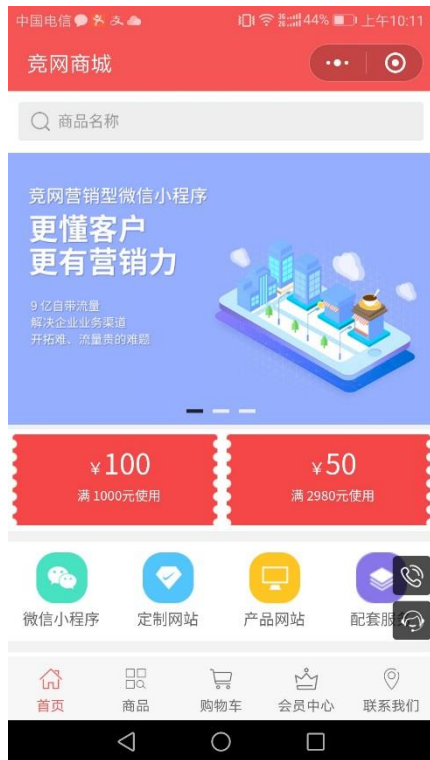 中国电信 44% 上午10:11
竞网商城
商品名称
竞网营销型微信小程序
更懂客户
更有营销力
9亿自带流量
解决企业业务渠道
开拓难、流量贵的难题
¥100 ¥50
满1000元使用 满2980元使用
微信小程序 定制网站 产品网站 配套服
首页 商品 购物车 会员中心 联系我们